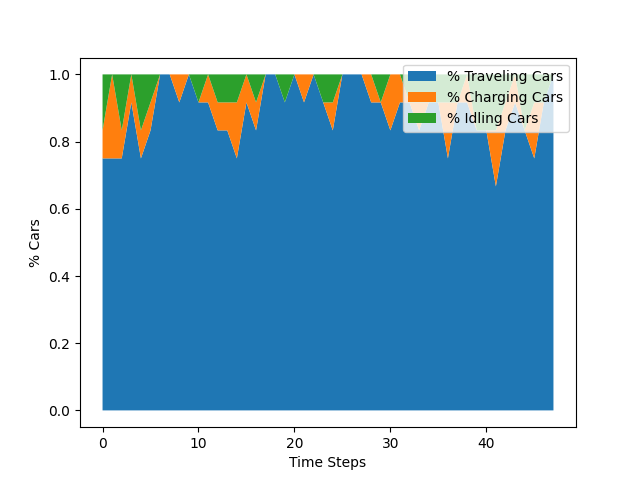 % Traveling Cars
% Charging Cars
% Idling Cars
1.0
0.8
0.6
0.4
0.2
0.0
% Cars
0 10 20 30 40
Time Steps